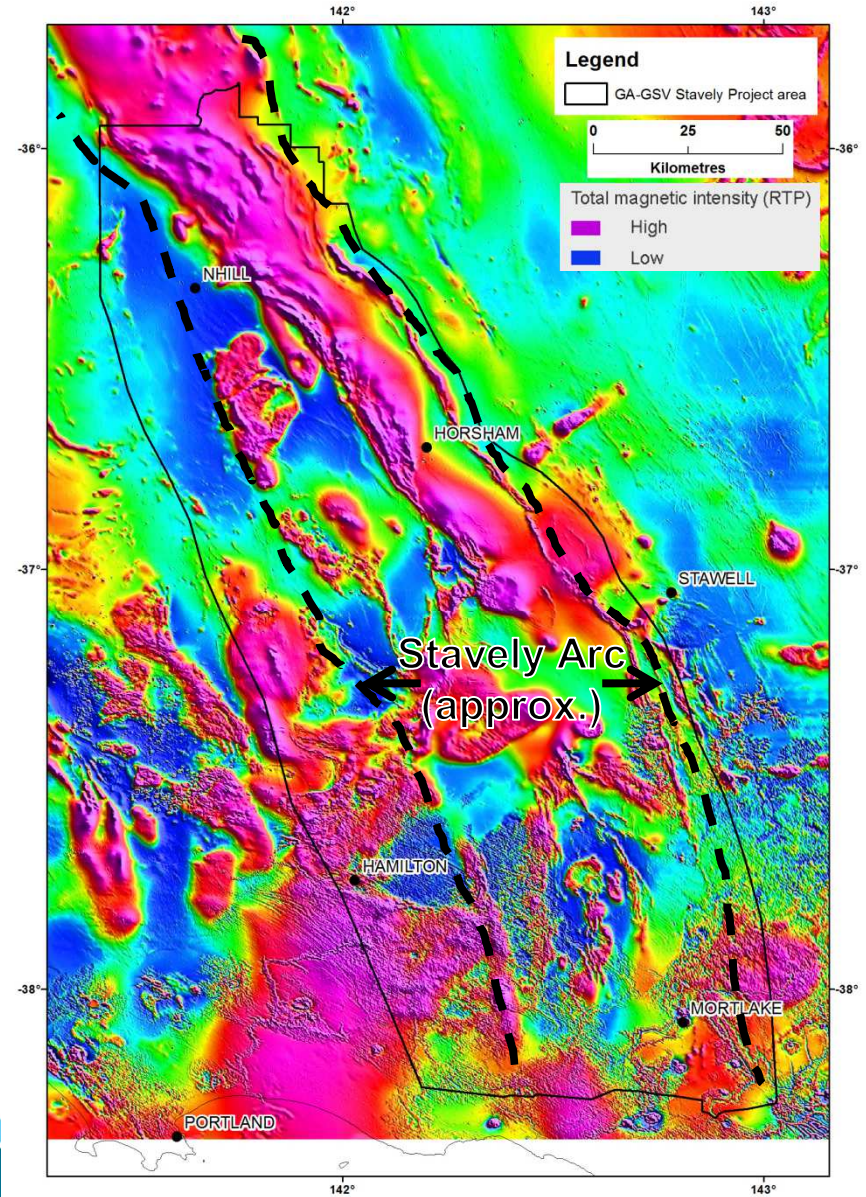 142°
143°
Legend
GA-GSV Stavely Project area
0 25 50
Kilometres
Total magnetic intensity (RTP)
High
Low
-36°
-36°
NHILL
HORSHAM
-37°
-37°
STAWELL
Stavely Arc
(approx.)
HAMILTON
-38°
-38°
MORTLAKE
PORTLAND
142°
143°